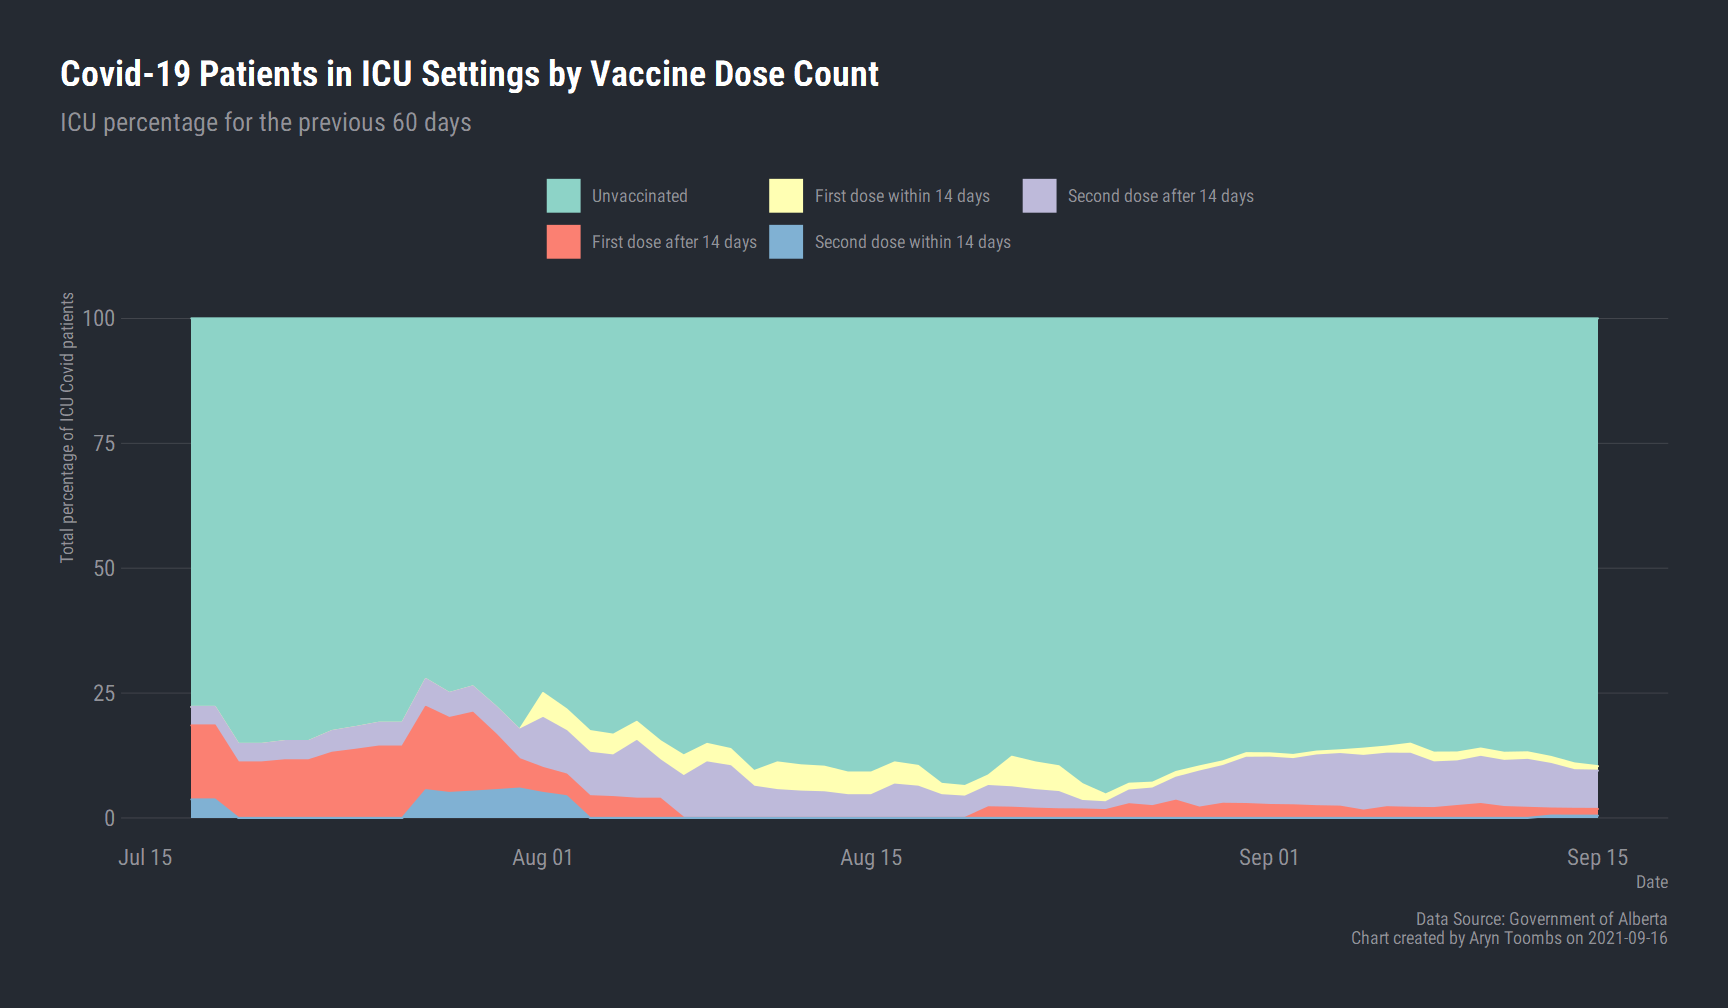 Covid-19 Patients in ICU Settings by Vaccine Dose Count
ICU percentage for the previous 60 days
Unvaccinated
First dose within 14 days
Second dose after 14 days
First dose after 14 days
Second dose within 14 days
Total percentage of ICU Covid patients
100
75
50
25
0
Jul 15
Aug 01
Aug 15
Sep 01
Sep 15
Date
Data Source: Government of Alberta
Chart created by Aryn Toombs on 2021-09-16